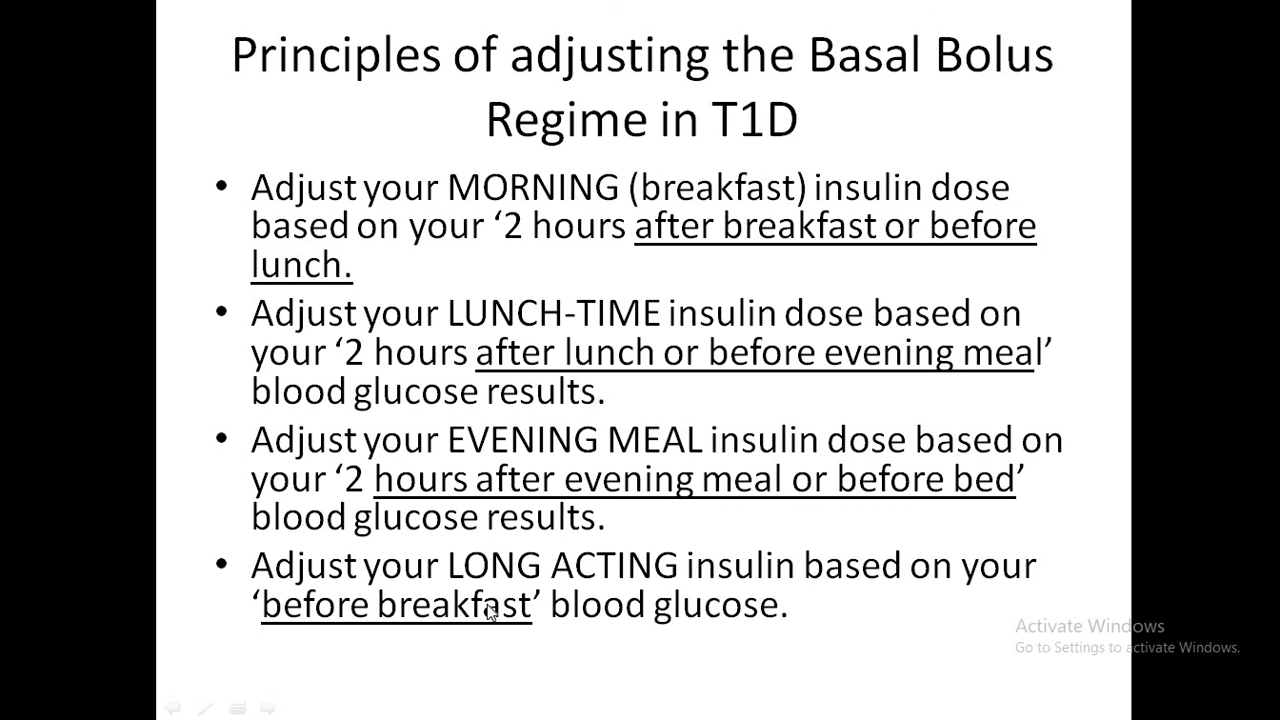 Principles of adjusting the Basal Bolus
Regime in T1D
• Adjust your MORNING (breakfast) insulin dose
based on your ‘2 hours after breakfast or before
lunch.
• Adjust your LUNCH-TIME insulin dose based on
your ‘2 hours after lunch or before evening meal’
blood glucose results.
• Adjust your EVENING MEAL insulin dose based on
your ‘2 hours after evening meal or before bed’
blood glucose results.
• Adjust your LONG ACTING insulin based on your
‘before breakfast’ blood glucose.
Activate Windows
Go to Settings to activate Windows.